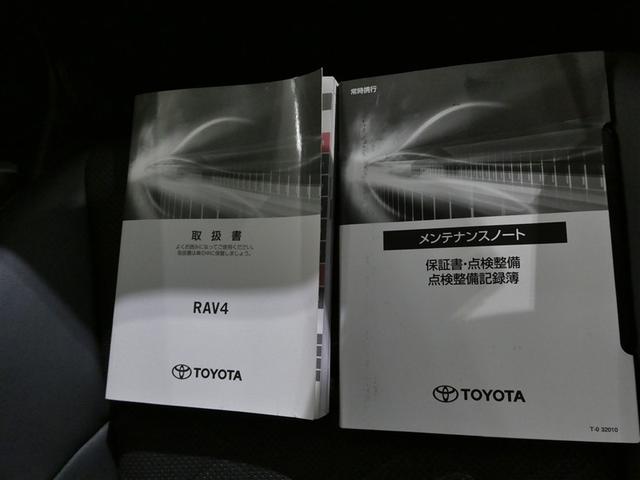 取扱書
よくお読みになってご使用ください。
取扱書は車の中に保管しましょう。
RAV4
TOYOTA
常時携行
メンテナンスノート
保証書・点検整備
点検整備記録簿
TOYOTA
T-0 32010